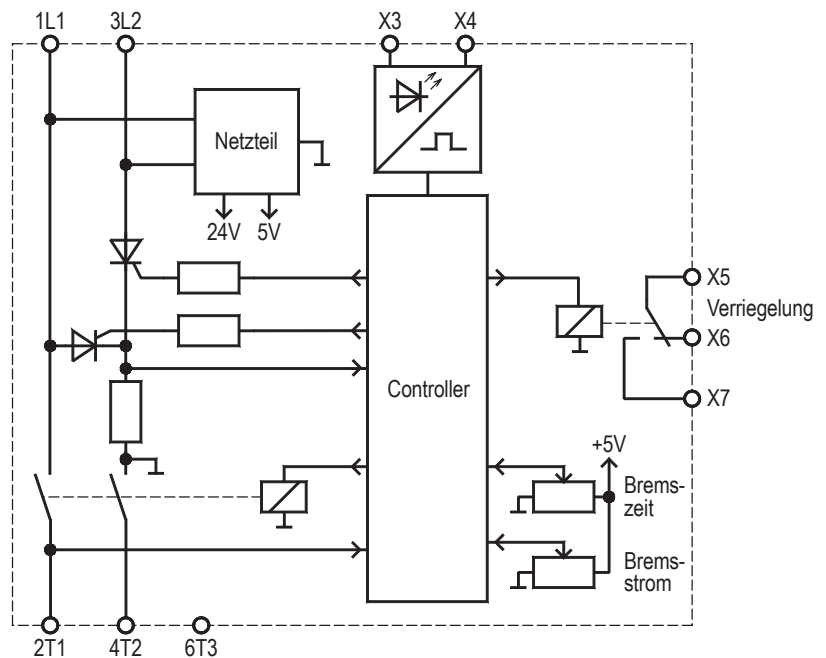 1L1 3L2 X3 X4
Netzteil
24V 5V
X5
Verriegelung
X6
Controller
X7
+5V
Brems-
zeit
Brems-
strom
2T1 4T2 6T3